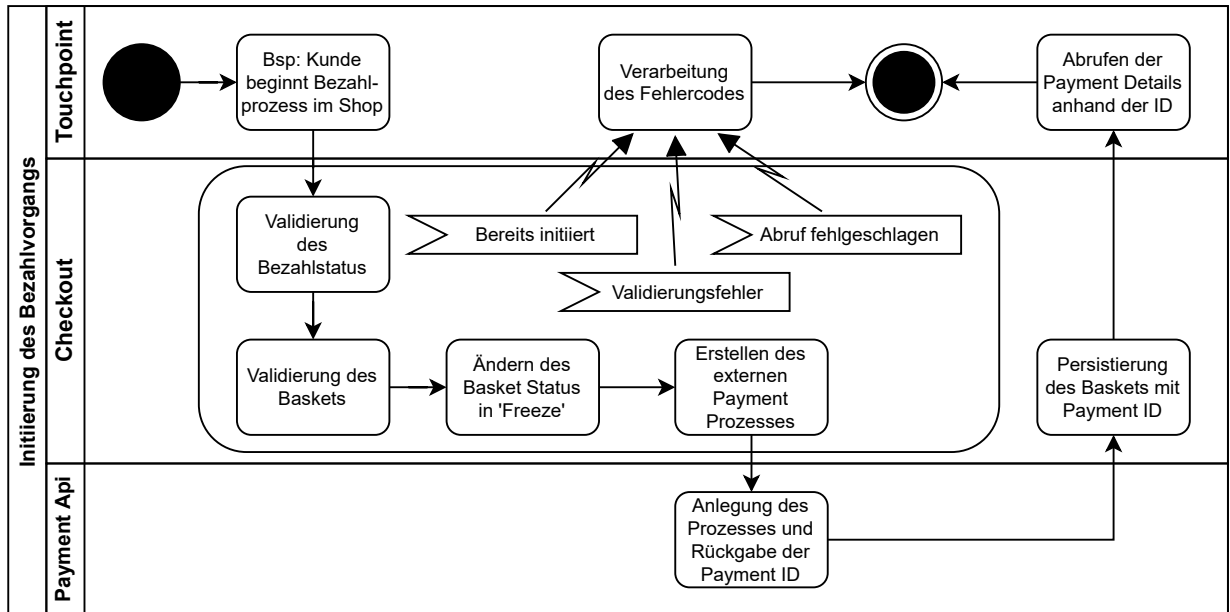 Initiierung des Bezahlvorgangs
Touchpoint
Bsp: Kunde
beginnt Bezahl-
prozess im Shop
Verarbeitung
des Fehlercodes
Abrufen der
Payment Details
anhand der ID
Checkout
Validierung
des
Bezahlstatus
Bereits initiiert
Abruf fehlgeschlagen
Validierungsfehler
Validierung des
Baskets
Ändern des
Basket Status
in 'Freeze'
Erstellen des
externen
Payment
Prozesses
Persistierung
des Baskets mit
Payment ID
Payment Api
Anlegung des
Prozesses und
Rückgabe der
Payment ID